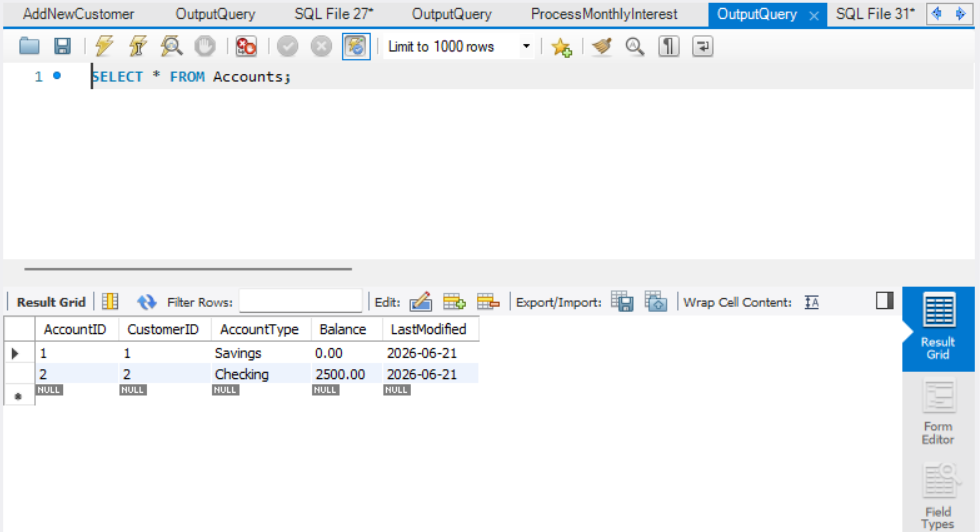 AddNewCustomer OutputQuery SQL File 27* OutputQuery ProcessMonthlyInterest OutputQuery SQL File 31*
Limit to 1000 rows
1 SELECT * FROM Accounts;
Result Grid Filter Rows: Edit: Export/Import: Wrap Cell Content: IA
AccountID CustomerID AccountType Balance LastModified
1 1 Savings 0.00 2026-06-21
2 2 Checking 2500.00 2026-06-21
NULL NULL NULL NULL NULL
Result
Grid
Form
Editor
Field
Types